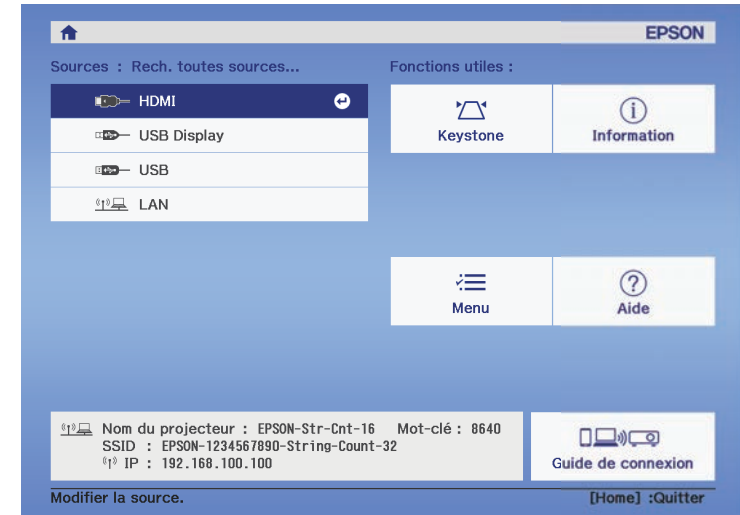 EPSON
Sources : Rech. toutes sources...
Fonctions utiles :
HDMI
USB Display
USB
LAN
Keystone
Information
Menu
Aide
Nom du projecteur : EPSON-Str-Cnt-16 Mot-clé : 8640
SSID : EPSON-1234567890-String-Count-32
IP : 192.168.100.100
Guide de connexion
Modifier la source.
[Home] :Quitter